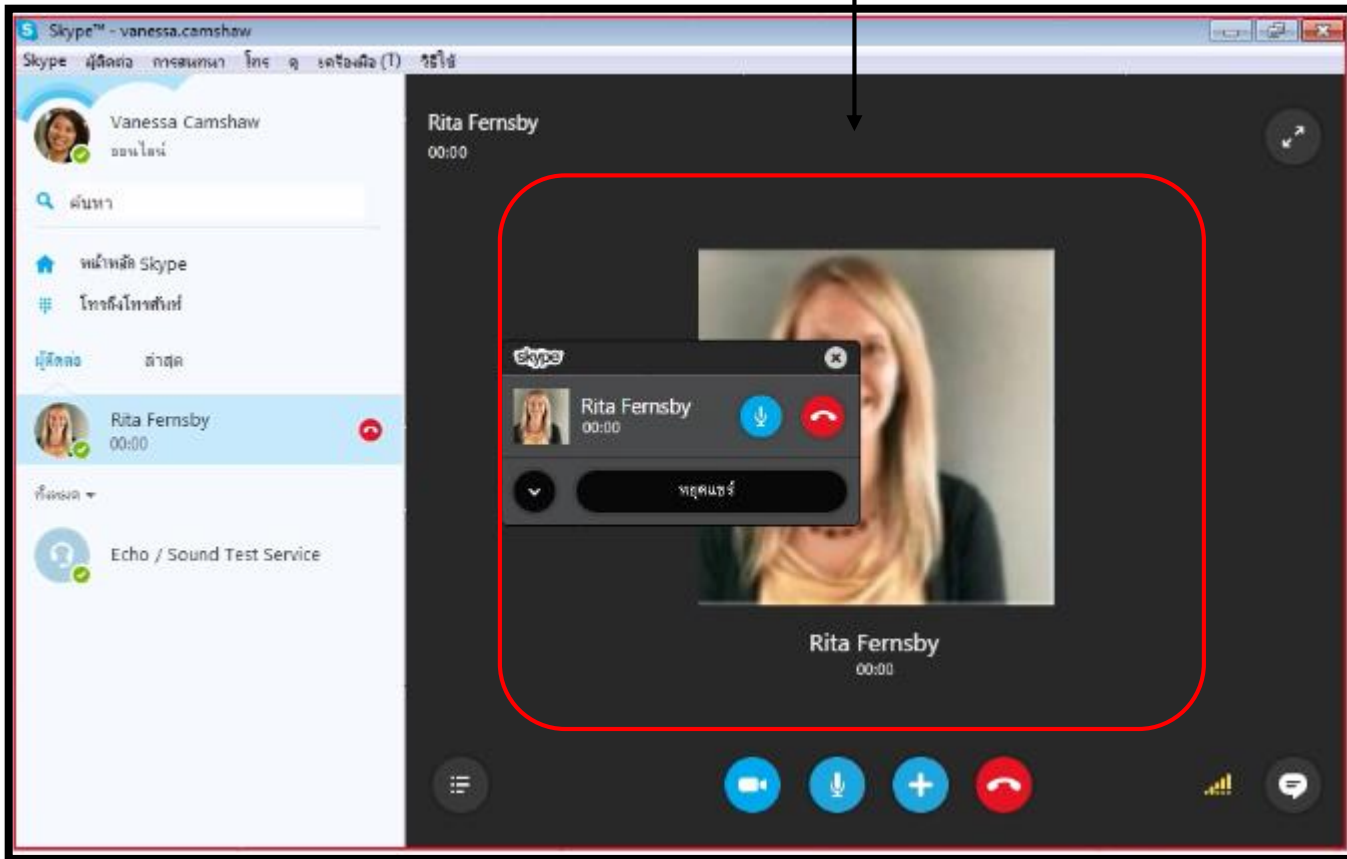 Skype™ - vanessa.camshaw
Skype ผู้ติดต่อ การสนทนา โทร ดู เครื่องมือ (T) วิธีใช้
Vanessa Camshaw
ออนไลน์
ค้นหา
หน้าหลัก Skype
โทรถึงโทรศัพท์
ผู้ติดต่อ ล่าสุด
Rita Fernsby
00:00
ทั้งหมด
Echo / Sound Test Service
Rita Fernsby
00:00
skype
Rita Fernsby
00:00
หยุดแชร์
Rita Fernsby
00:00